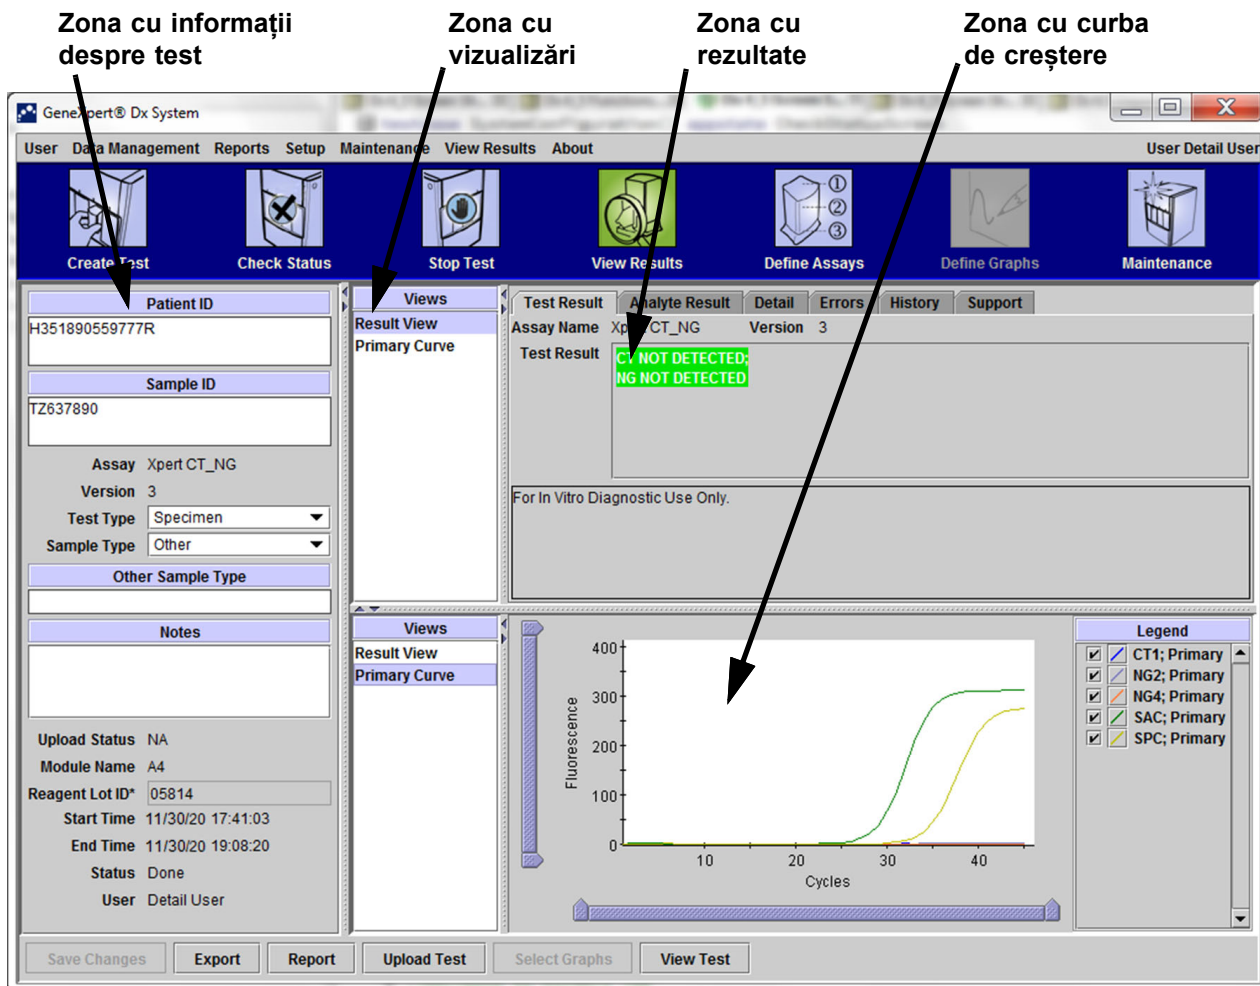 Zona cu informații
despre test
Zona cu
vizualizări
Zona cu
rezultate
Zona cu curba
de creștere
GeneXpert® Dx System
User Data Management Reports Setup Maintenance View Results About User Detail User
Create Test Check Status Stop Test View Results Define Assays Define Graphs Maintenance
Patient ID
H351890559777R
Sample ID
TZ637890
Assay Xpert CT_NG
Version 3
Test Type Specimen
Sample Type Other
Other Sample Type
Notes
Upload Status NA
Module Name A4
Reagent Lot ID* 05814
Start Time 11/30/20 17:41:03
End Time 11/30/20 19:08:20
Status Done
User Detail User
Views
Result View
Primary Curve
Test Result Analyte Result Detail Errors History Support
Assay Name Xpert CT_NG Version 3
Test Result
CT NOT DETECTED;
NG NOT DETECTED
For In Vitro Diagnostic Use Only.
Views
Result View
Primary Curve
400
300
200
100
0
Fluorescence
10 20 30 40
Cycles
Legend
CT1; Primary
NG2; Primary
NG4; Primary
SAC; Primary
SPC; Primary
Save Changes Export Report Upload Test Select Graphs View Test